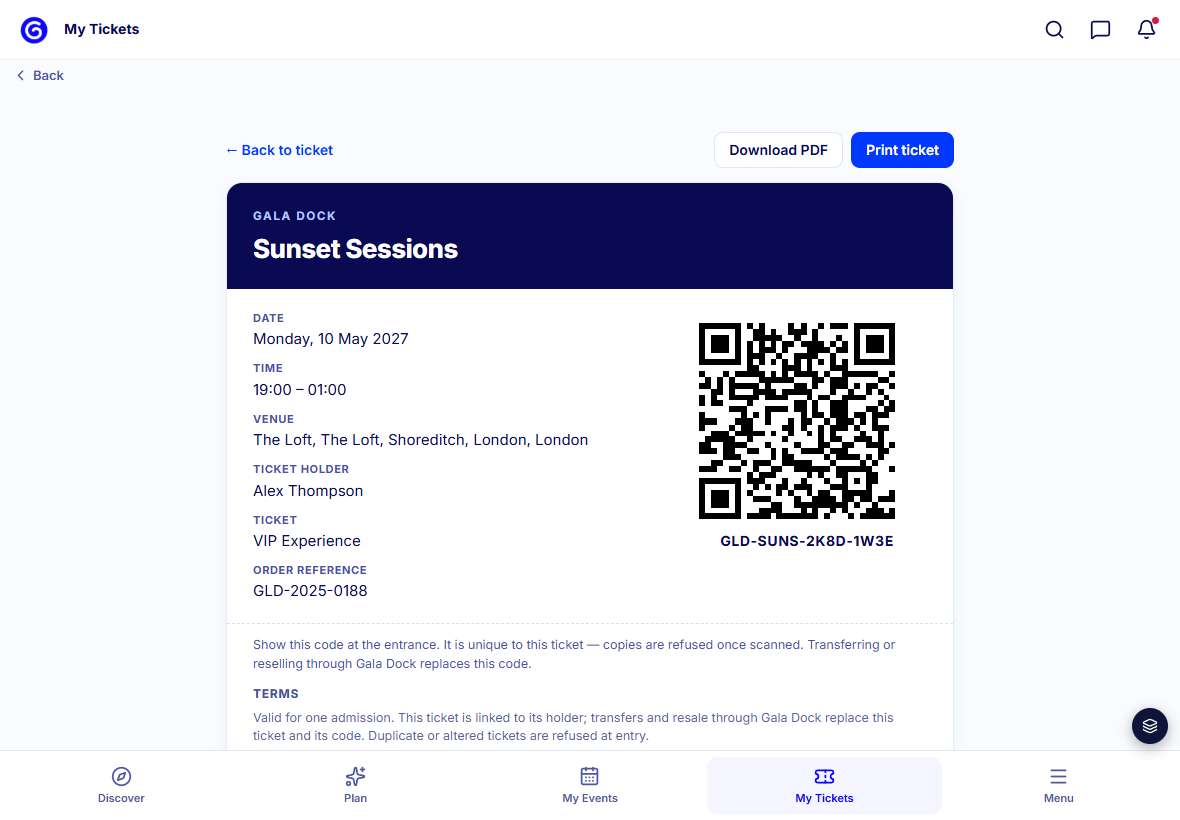 My Tickets
Back
← Back to ticket
Download PDF
Print ticket
GALA DOCK
Sunset Sessions
DATE
Monday, 10 May 2027
TIME
19:00 – 01:00
VENUE
The Loft, The Loft, Shoreditch, London, London
TICKET HOLDER
Alex Thompson
TICKET
VIP Experience
ORDER REFERENCE
GLD-2025-0188
GLD-SUNS-2K8D-1W3E
Show this code at the entrance. It is unique to this ticket — copies are refused once scanned. Transferring or
reselling through Gala Dock replaces this code.
TERMS
Valid for one admission. This ticket is linked to its holder; transfers and resale through Gala Dock replace this
ticket and its code. Duplicate or altered tickets are refused at entry.
Discover
Plan
My Events
My Tickets
Menu